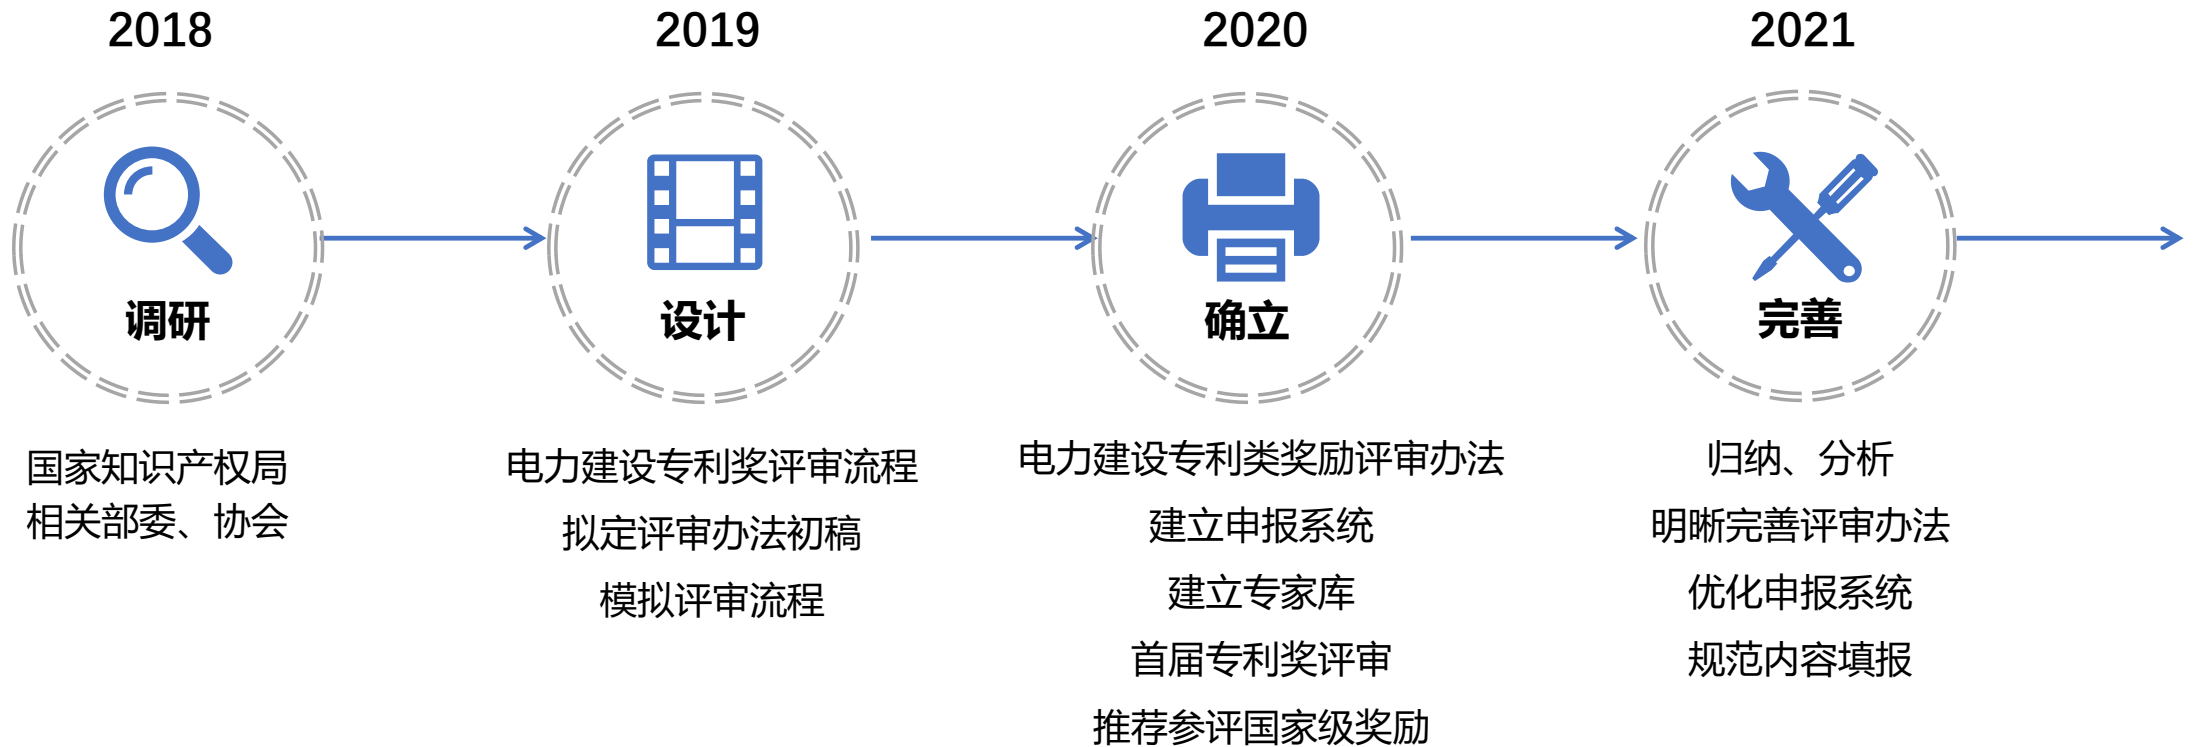 2018
调研
国家知识产权局
相关部委、协会
2019
设计
电力建设专利奖评审流程
拟定评审办法初稿
模拟评审流程
2020
确立
电力建设专利类奖励评审办法
建立申报系统
建立专家库
首届专利奖评审
推荐参评国家级奖励
2021
完善
归纳、分析
明晰完善评审办法
优化申报系统
规范内容填报